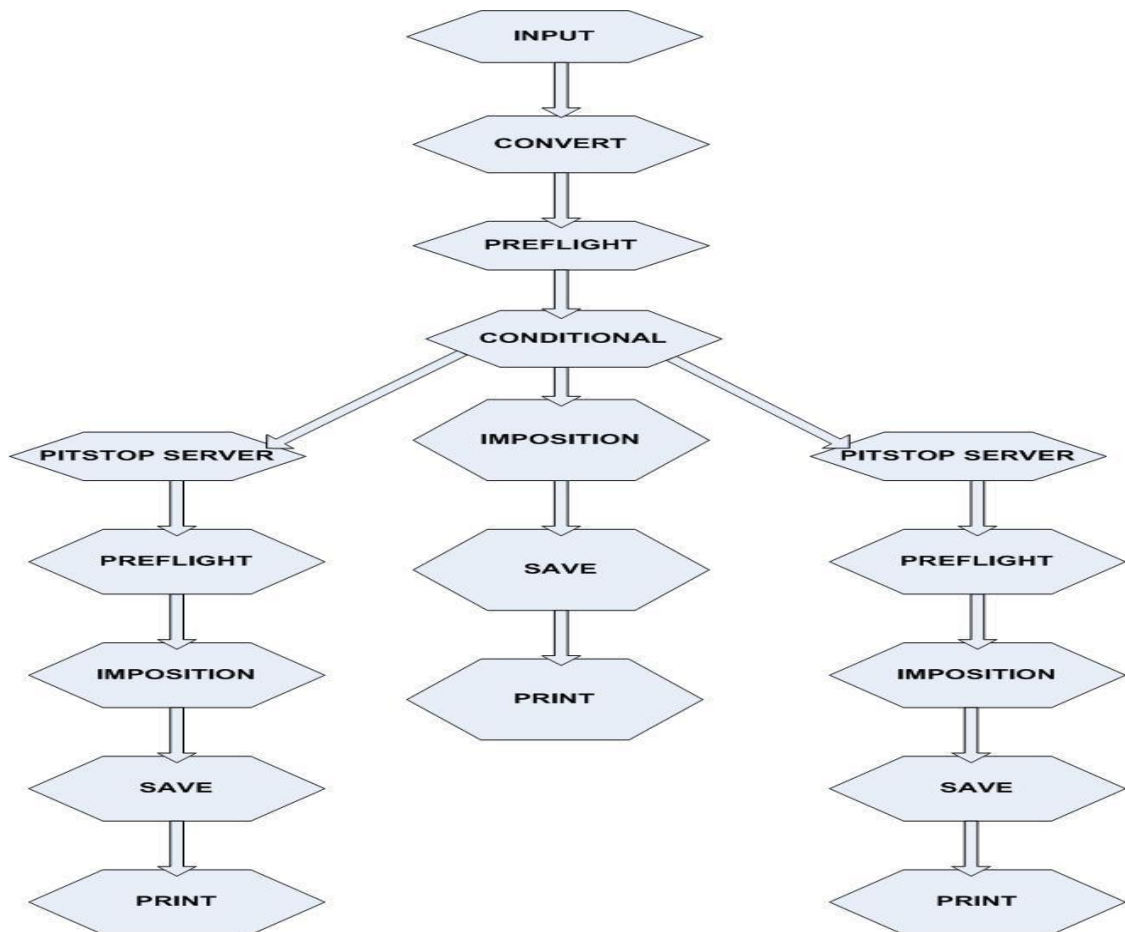 INPUT
CONVERT
PREFLIGHT
CONDITIONAL
PITSTOP SERVER
PREFLIGHT
IMPOSITION
SAVE
PRINT
IMPOSITION
SAVE
PRINT
PITSTOP SERVER
PREFLIGHT
IMPOSITION
SAVE
PRINT